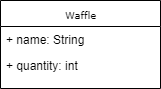 Waffle
+ name: String
+ quantity: int